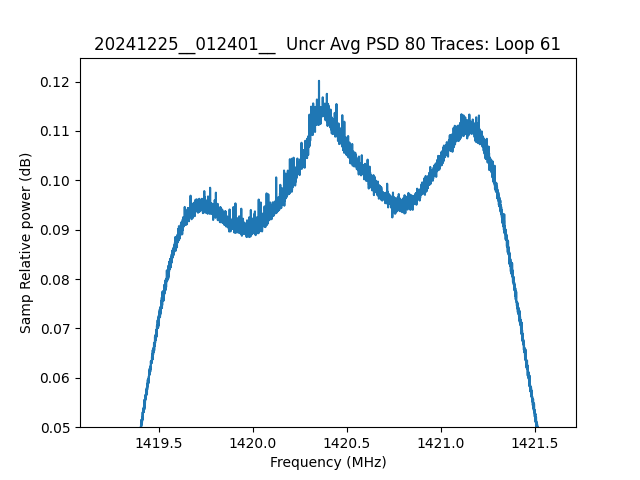 20241225__012401__  Uncr Avg PSD 80 Traces: Loop 61
0.12
0.11
0.10
0.09
0.08
0.07
0.06
0.05
Samp Relative power (dB)
1419.5 1420.0 1420.5 1421.0 1421.5
Frequency (MHz)